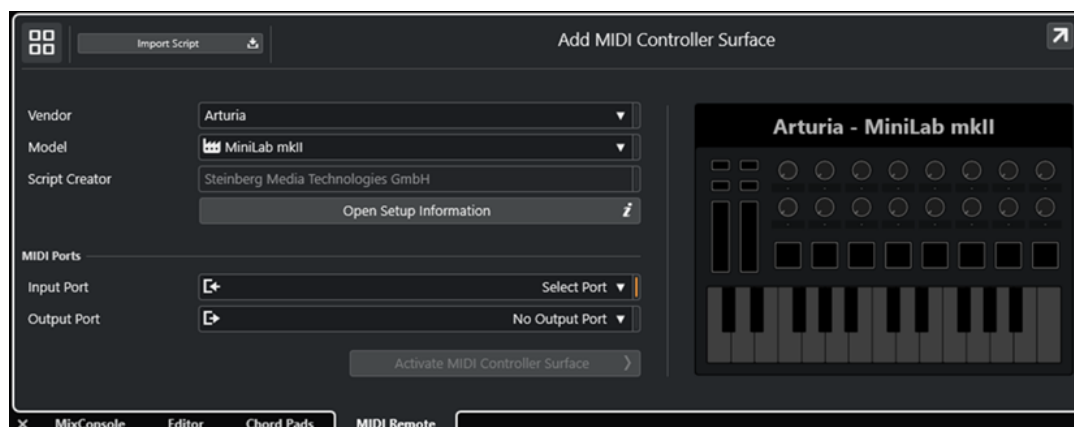 Import Script
Add MIDI Controller Surface
Vendor
Arturia
Model
MiniLab mkII
Script Creator
Steinberg Media Technologies GmbH
Open Setup Information
i
MIDI Ports
Input Port
Select Port
Output Port
No Output Port
Activate MIDI Controller Surface
Arturia - MiniLab mkII
MixConsole
Editor
Chord Pads
MIDI Remote